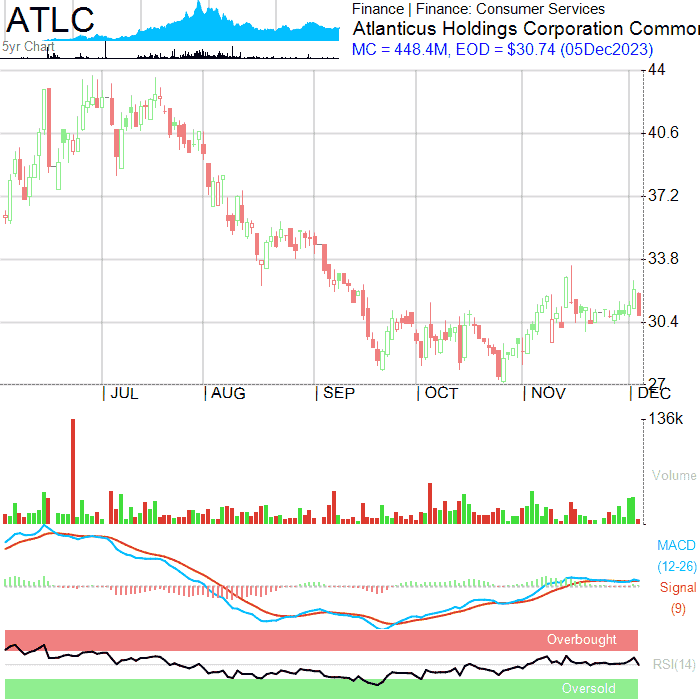 ATLC
5yr Chart
Finance | Finance: Consumer Services
Atlanticus Holdings Corporation Common
MC = 448.4M, EOD = $30.74 (05Dec2023)
44
40.6
37.2
33.8
30.4
27
| JUL | AUG | SEP | OCT | NOV | DEC
136k
Volume
MACD
(12-26)
Signal
(9)
Overbought
RSI(14)
Oversold